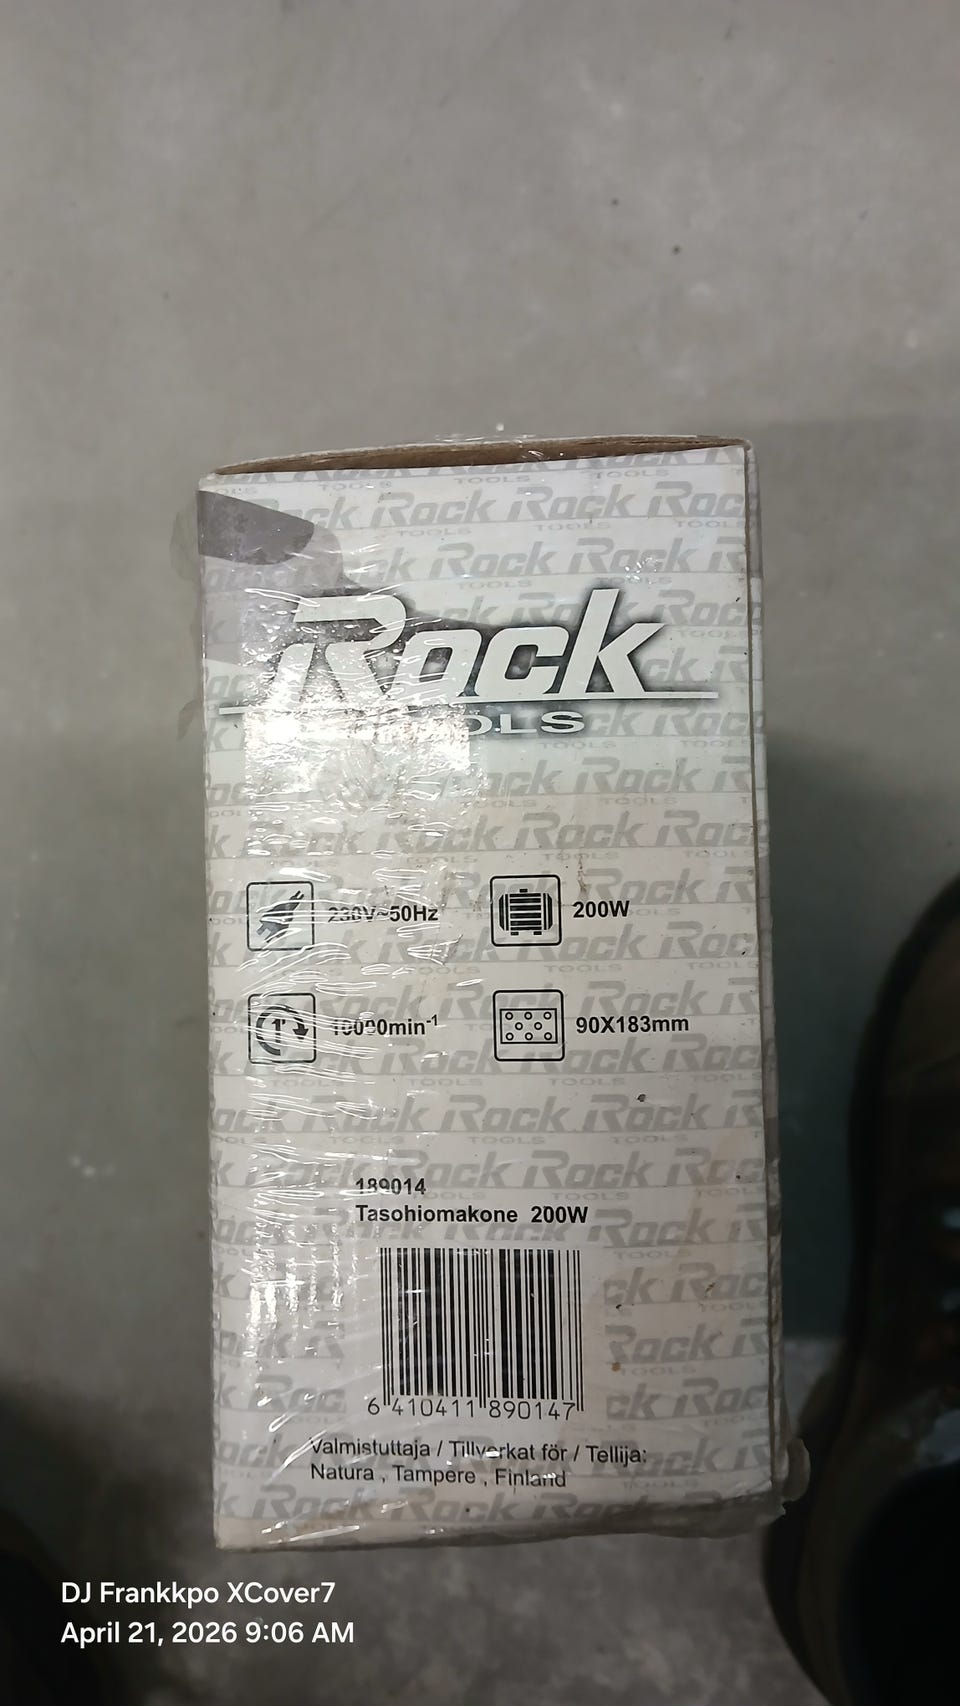 Rock
TOOLS
230V~50Hz
200W
10000min-1
90X183mm
189014
Tasohiomakone 200W
6 410411 890147
Valmistuttaja / Tillverkat för / Tellija:
Natura , Tampere , Finland
DJ Frankkpo XCover7
April 21, 2026 9:06 AM